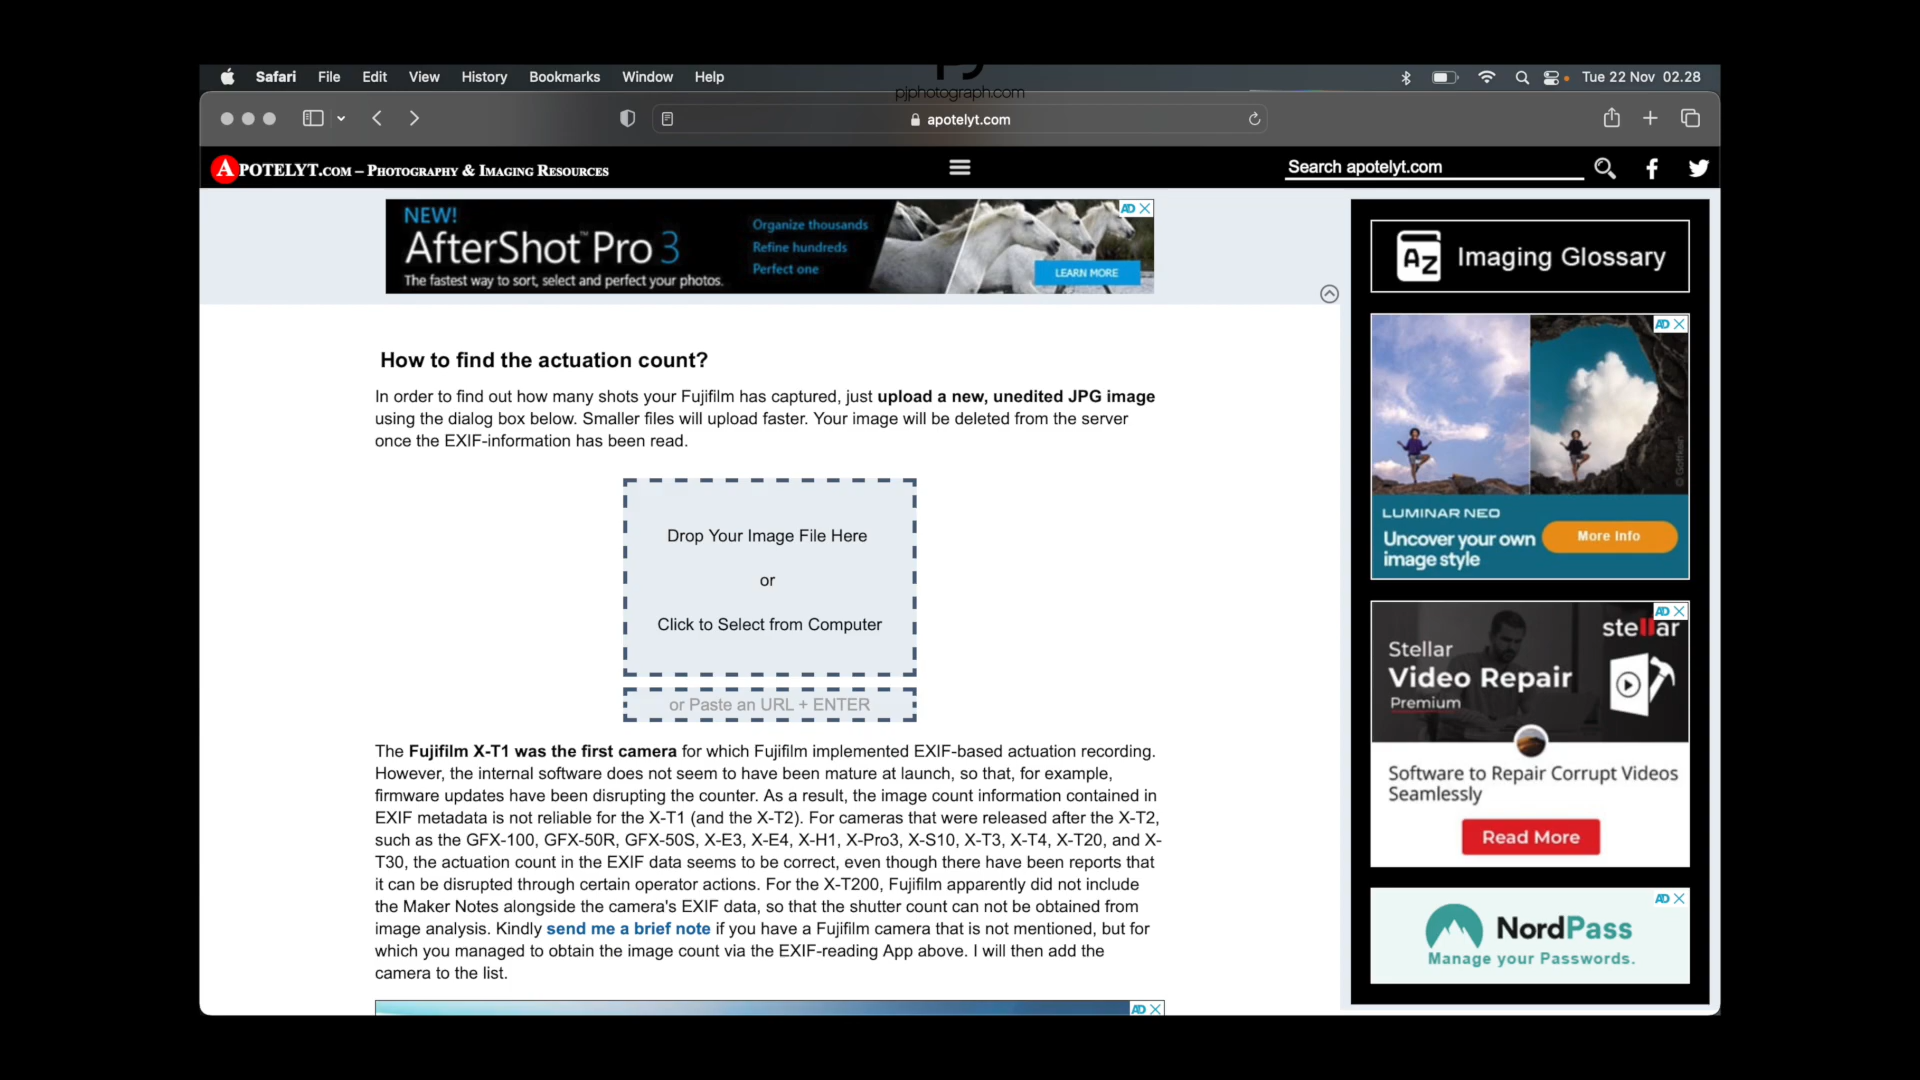 Safari File Edit View History Bookmarks Window Help
Tue 22 Nov 02.28
pjphotograph.com
apotelyt.com
APOTELYT.COM – PHOTOGRAPHY & IMAGING RESOURCES
Search apotelyt.com
NEW!
AfterShot™ Pro 3
The fastest way to sort, select and perfect your photos.
Organize thousands
Refine hundreds
Perfect one
LEARN MORE
AD
How to find the actuation count?
In order to find out how many shots your Fujifilm has captured, just upload a new, unedited JPG image
using the dialog box below. Smaller files will upload faster. Your image will be deleted from the server
once the EXIF-information has been read.
Drop Your Image File Here
or
Click to Select from Computer
or Paste an URL + ENTER
The Fujifilm X-T1 was the first camera for which Fujifilm implemented EXIF-based actuation recording.
However, the internal software does not seem to have been mature at launch, so that, for example,
firmware updates have been disrupting the counter. As a result, the image count information contained in
EXIF metadata is not reliable for the X-T1 (and the X-T2). For cameras that were released after the X-T2,
such as the GFX-100, GFX-50R, GFX-50S, X-E3, X-E4, X-H1, X-Pro3, X-S10, X-T3, X-T4, X-T20, and X-
T30, the actuation count in the EXIF data seems to be correct, even though there have been reports that
it can be disrupted through certain operator actions. For the X-T200, Fujifilm apparently did not include
the Maker Notes alongside the camera's EXIF data, so that the shutter count can not be obtained from
image analysis. Kindly send me a brief note if you have a Fujifilm camera that is not mentioned, but for
which you managed to obtain the image count via the EXIF-reading App above. I will then add the
camera to the list.
AD
AZ
Imaging Glossary
AD
LUMINAR NEO
Uncover your own
image style
More Info
AD
stellar
Stellar
Video Repair
Premium
Software to Repair Corrupt Videos
Seamlessly
Read More
AD
NordPass
Manage your Passwords.